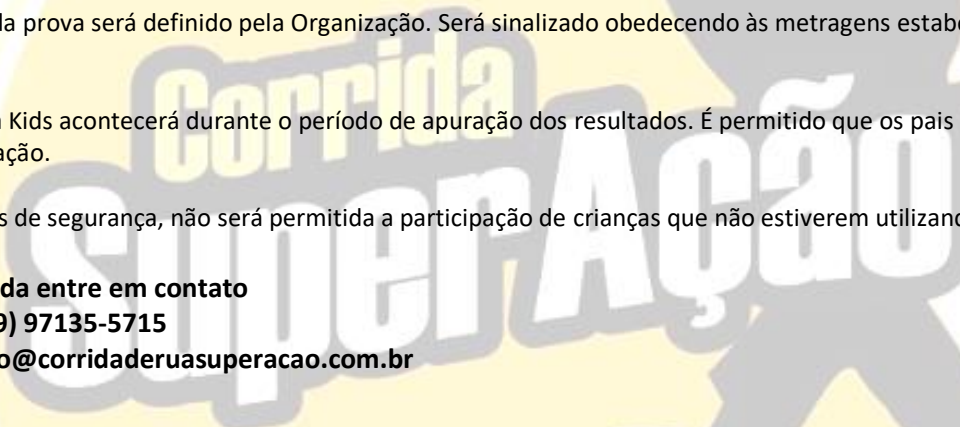 la prova será definido pela Organização. Será sinalizado obedecendo às metragens estabe
Kids acontecerá durante o período de apuração dos resultados. É permitido que os pais
ação.
s de segurança, não será permitida a participação de crianças que não estiverem utilizand
da entre em contato
9) 97135-5715
o@corridaderuasuperacao.com.br
Corrida
SuperAção